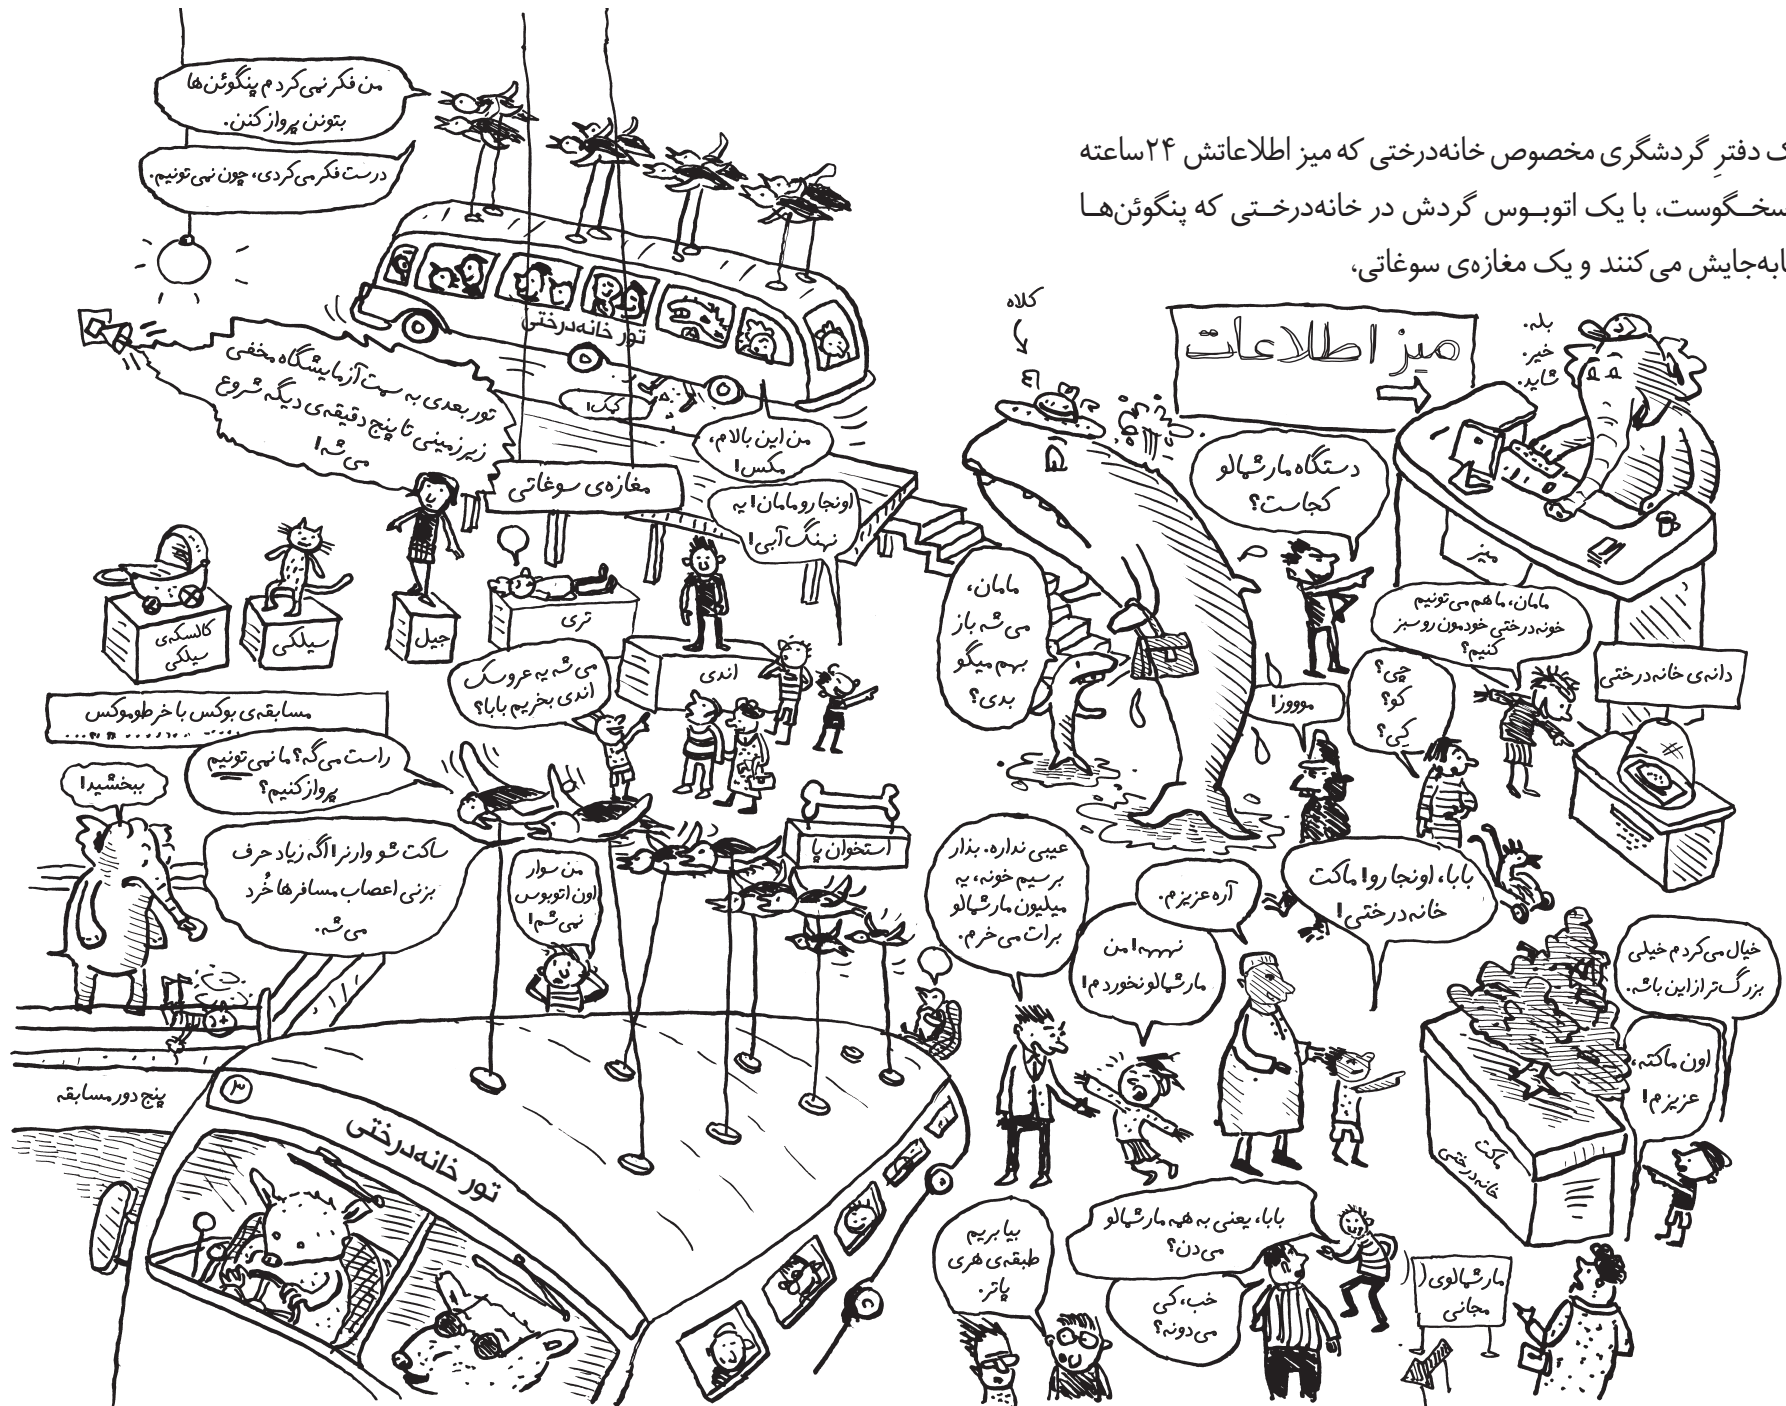 ک دفترِ گردشگری مخصوص خانه‌درختی که میز اطلاعاتش ۲۴ساعته
سخـگوست، با یک اتوبـوس گردش در خانه‌درخـتی که پنگوئن‌هـا
ابه‌جایش می‌کنند و یک مغازه‌ی سوغاتی،
من فکر نمی‌کردم پنگوئن‌ها
بتونن پرواز کنن.
درست فکر می‌کردی، چون نمی‌تونیم.
تور خانه‌درختی
کلاه
میز اطلاعات
بله.
خیر.
شاید.
تور بعدی به سمت آزمایشگاه مخفی
زیرزمینی تا پنج دقیقه‌ی دیگه شروع
می‌شه!
کمک!
من این بالام،
مکس!
مغازه‌ی سوغاتی
اونجا رو مامان! یه
نهنگ آبی!
دستگاه مارشمالو
کجاست؟
میز
مامان،
می‌شه باز
بهم میگو
بدی؟
مامان، ما هم می‌تونیم
خونه‌درختی خودمون رو سبز
کنیم؟
دانه‌ی خانه‌درختی
چی؟
کو؟
کِی؟
موووز!
کالسکه‌ی
سیلکی
سیلکی
جیل
تری
اندی
می‌شه یه عروسک
اندی بخریم بابا؟
مسابقه‌ی بوکس با خرطوموکس
راست می‌گه؟ ما نمی‌تونیم
پرواز کنیم؟
ببخشید!
ساکت شو وارنر! اگه زیاد حرف
بزنی اعصاب مسافرها خُرد
می‌شه.
من سوار
اون اتوبوس
نمی‌شم!
استخوان پا
عیبی نداره. بذار
برسیم خونه، یه
میلیون مارشمالو
برات می‌خرم.
آره عزیزم.
نهههه! من
مارشمالو نخوردم!
بابا، اونجا رو! ماکت
خانه‌درختی!
خیال می‌کردم خیلی
بزرگ‌تر از این باشه.
اون ماکته،
عزیزم!
ماکت
خانه‌درختی
پنج دور مسابقه
۳
تور خانه‌درختی
بیا بریم
طبقه‌ی هری
پاتر.
بابا، یعنی به همه مارشمالو
می‌دن؟
خب، کی
می‌دونه؟
مارشمالوی
مجانی